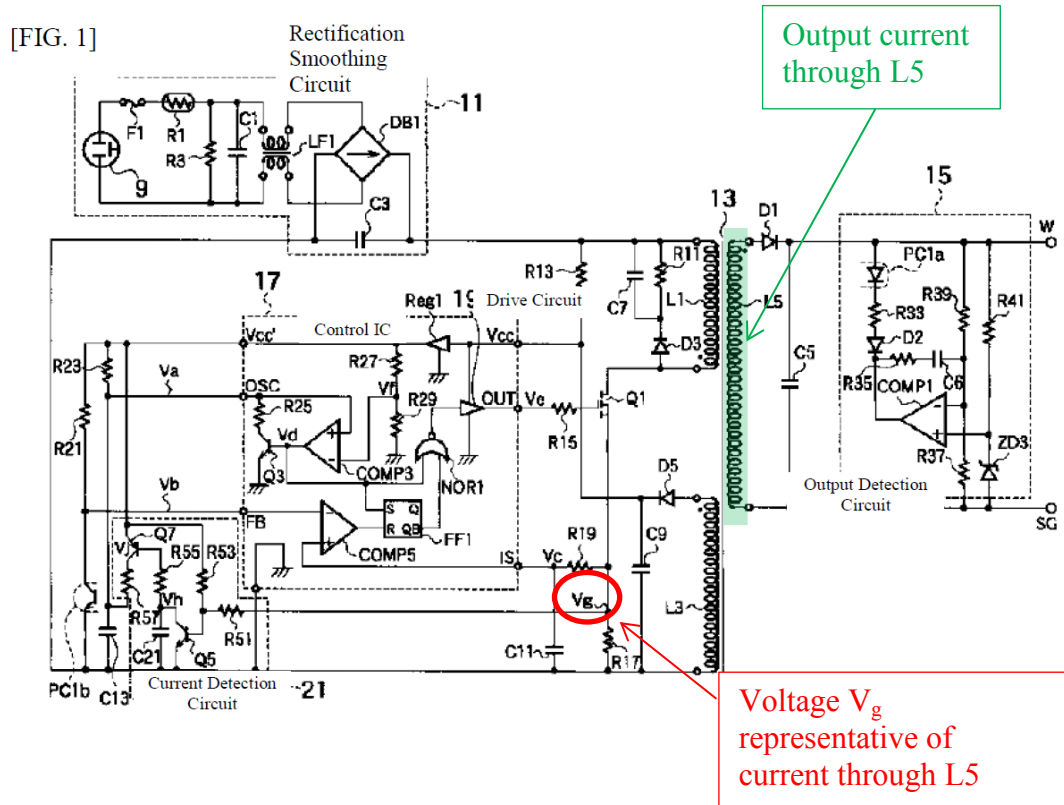 [FIG. 1]
Rectification
Smoothing
Circuit
Output current
through L5
11
F1
R1
R3
C1
LF1
DB1
9
C3
13
D1
15
W
R13
C7
R11
L1
L5
PC1a
R33
D2
R39
R41
17
Reg1
19
Drive Circuit
Control IC
Vcc'
Vcc
D3
R35
C6
COMP1
C5
R23
Va
OSC
R27
Vf
R29
OUT
Ve
Q1
R15
R21
R25
Vd
Q3
COMP3
NOR1
D5
R37
ZD3
Output Detection
Circuit
SG
Vb
FB
S
Q
R
QB
FF1
COMP5
R19
C9
IS
Vc
Q7
R55
R53
V
R57
Vh
Vg
L3
R51
C21
Q5
C11
R17
PC1b
C13
Current Detection
Circuit
21
Voltage Vg
representative of
current through L5